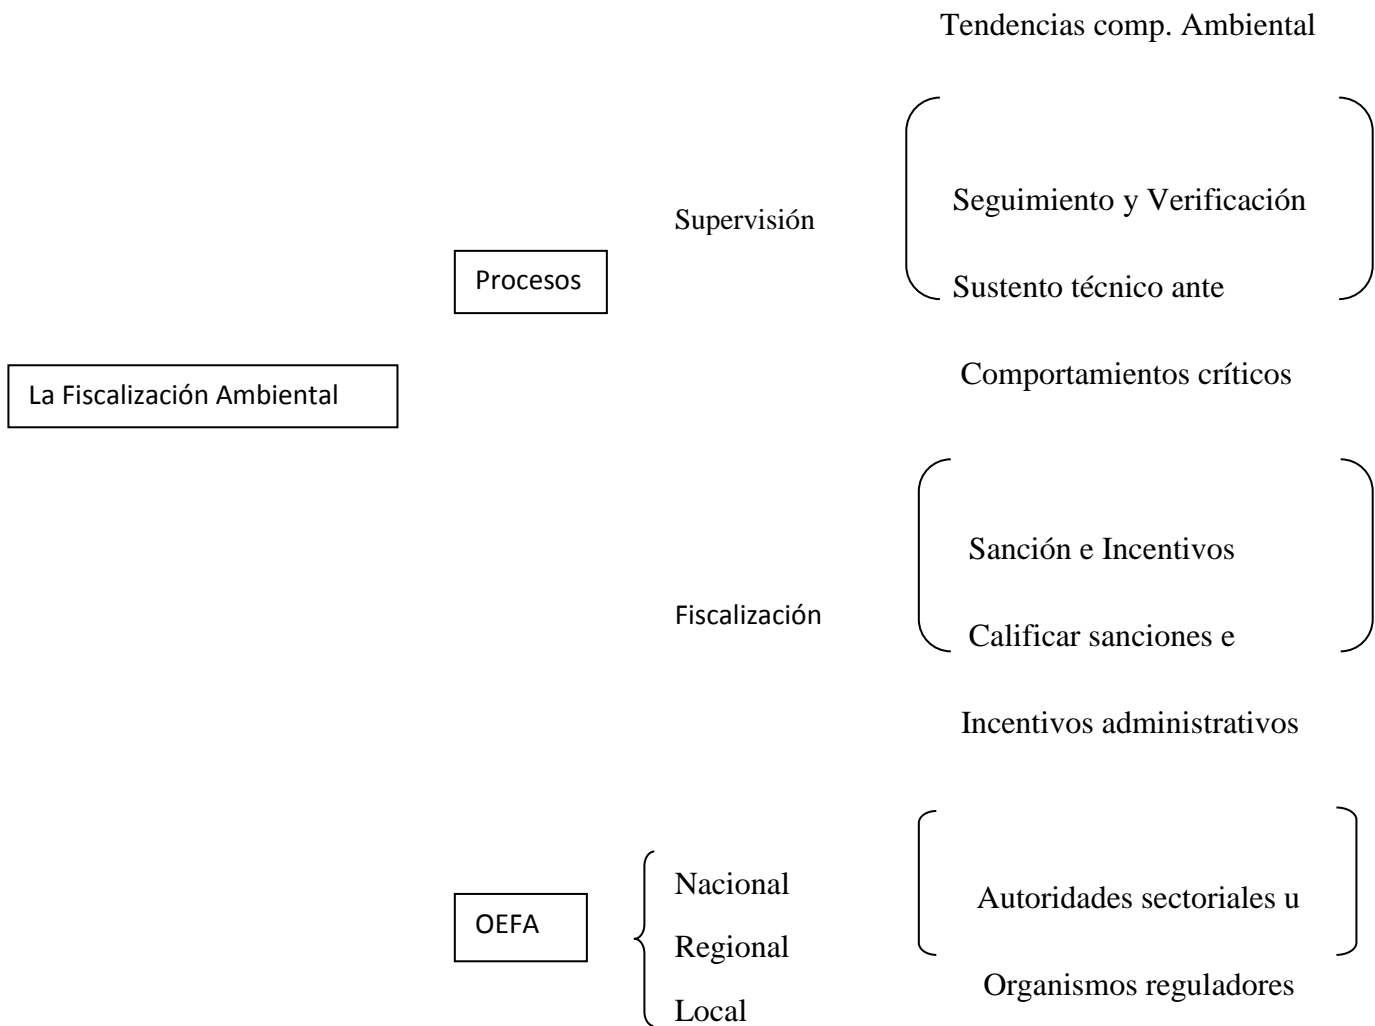 Tendencias comp. Ambiental
Supervisión
Seguimiento y Verificación
Procesos
Sustento técnico ante
Comportamientos críticos
La Fiscalización Ambiental
Sanción e Incentivos
Fiscalización
Calificar sanciones e
Incentivos administrativos
Nacional
Autoridades sectoriales u
OEFA
Regional
Organismos reguladores
Local